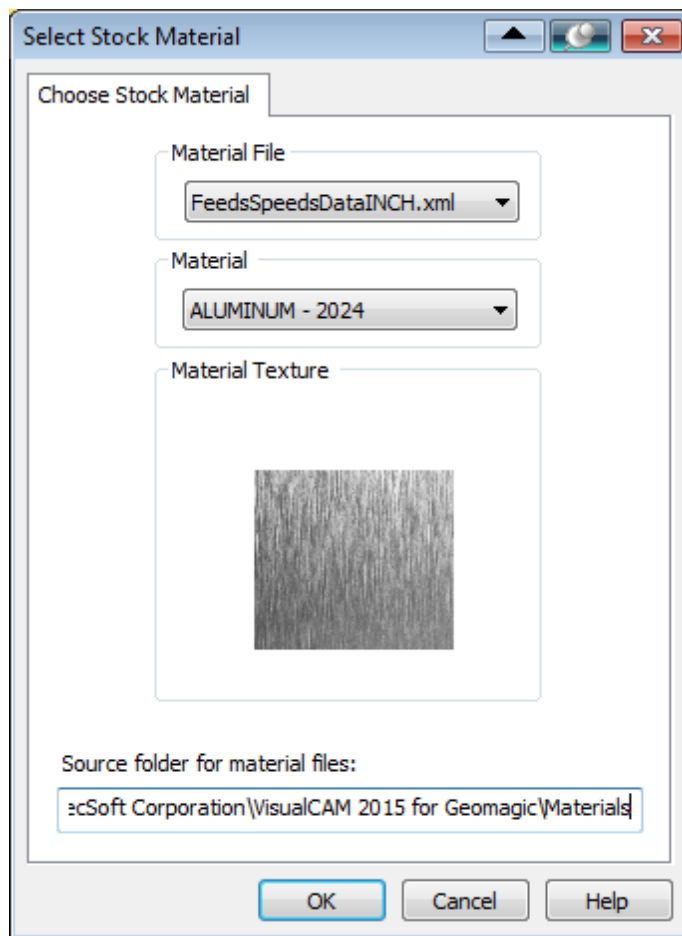 Select Stock Material
Choose Stock Material
Material File
FeedsSpeedsDataINCH.xml
Material
ALUMINUM - 2024
Material Texture
Source folder for material files:
ecSoft Corporation\VisualCAM 2015 for Geomagic\Materials
OK
Cancel
Help